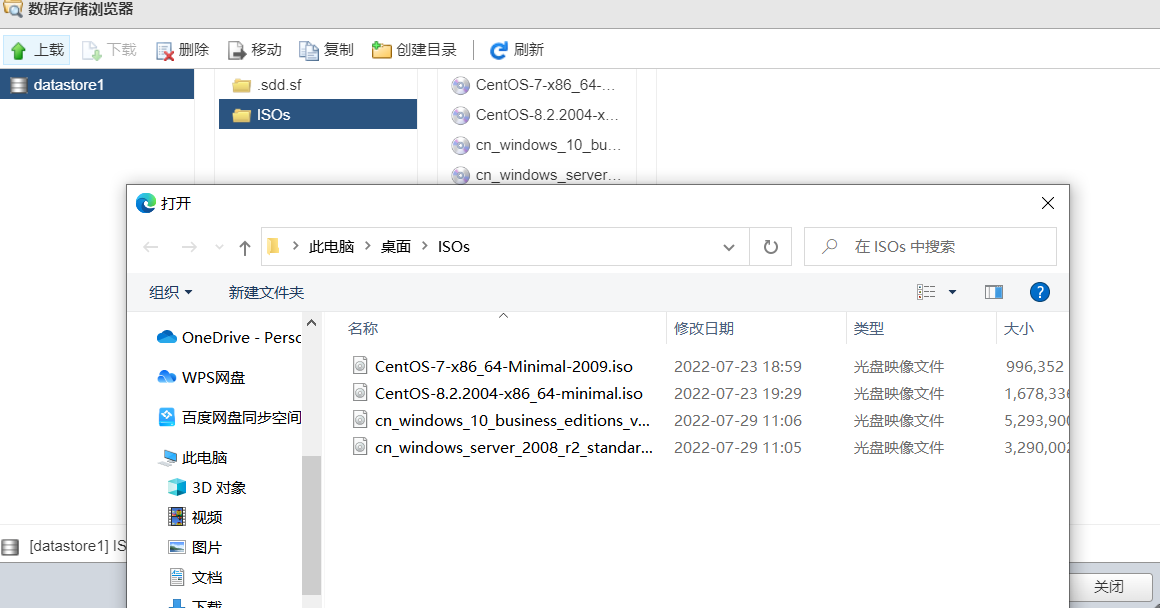 数据存储浏览器
上载 下载 删除 移动 复制 创建目录 刷新
datastore1
.sdd.sf
ISOs
CentOS-7-x86_64-...
CentOS-8.2.2004-x...
cn_windows_10_bu...
cn_windows_server...
打开
此电脑 > 桌面 > ISOs
在 ISOs 中搜索
组织 新建文件夹
OneDrive - Perso
WPS网盘
百度网盘同步空间
此电脑
3D 对象
视频
图片
文档
下载
名称 修改日期 类型 大小
CentOS-7-x86_64-Minimal-2009.iso 2022-07-23 18:59 光盘映像文件 996,352
CentOS-8.2.2004-x86_64-minimal.iso 2022-07-23 19:29 光盘映像文件 1,678,336
cn_windows_10_business_editions_v... 2022-07-29 11:06 光盘映像文件 5,293,900
cn_windows_server_2008_r2_standar... 2022-07-29 11:05 光盘映像文件 3,290,002
[datastore1] IS
关闭